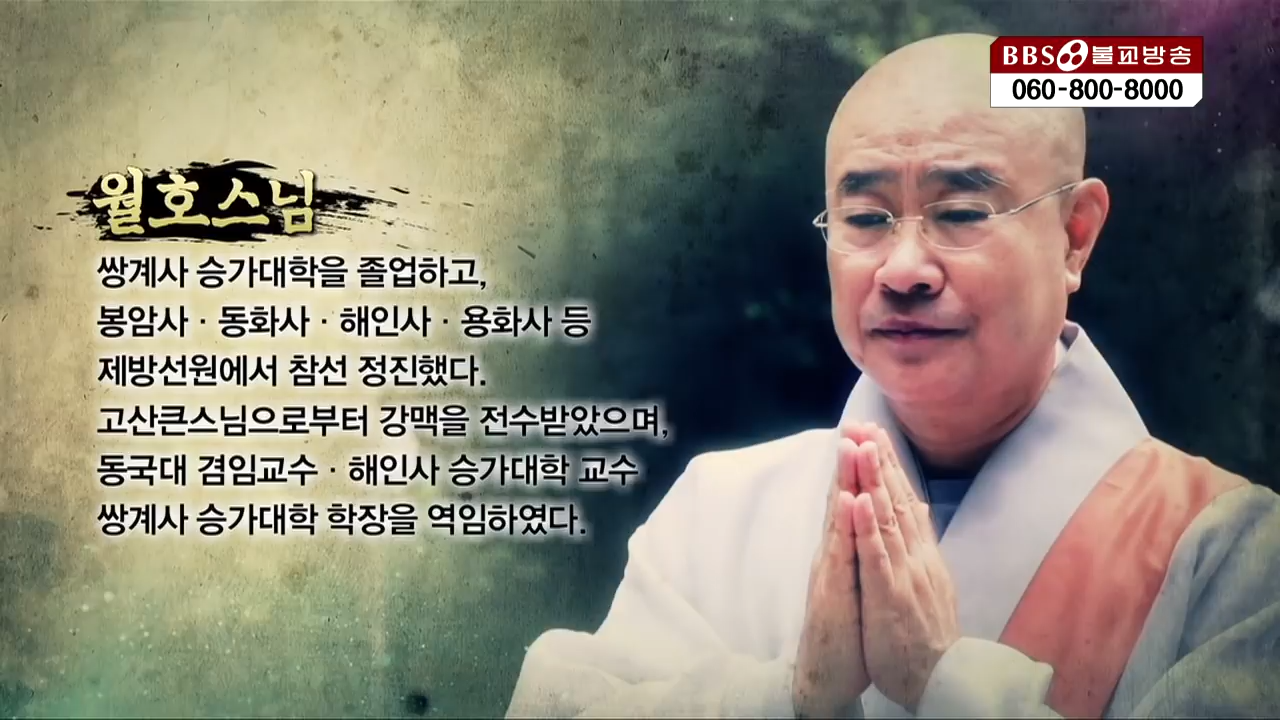 BBS 불교방송
060-800-8000
월호스님
쌍계사 승가대학을 졸업하고,
봉암사 · 동화사 · 해인사 · 용화사 등
제방선원에서 참선 정진했다.
고산큰스님으로부터 강맥을 전수받았으며,
동국대 겸임교수 · 해인사 승가대학 교수
쌍계사 승가대학 학장을 역임하였다.